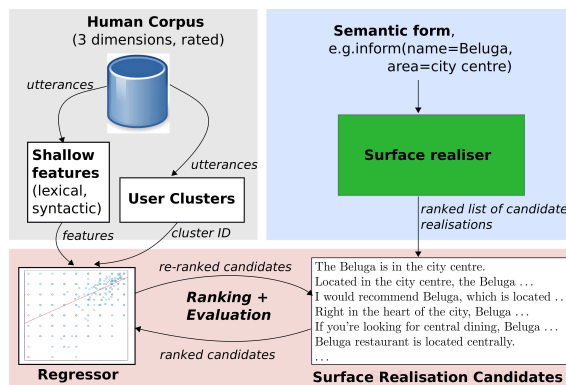 Human Corpus
(3 dimensions, rated)
utterances
utterances
Shallow
features
(lexical,
syntactic)
User Clusters
features
cluster ID
Semantic form,
e.g.inform(name=Beluga,
area=city centre)
Surface realiser
ranked list of candidate
realisations
re-ranked candidates
Ranking +
Evaluation
ranked candidates
Regressor
The Beluga is in the city centre.
Located in the city centre, the Beluga ...
I would recommend Beluga, which is located ..
Right in the heart of the city, Beluga ...
If you're looking for central dining, Beluga ...
Beluga restaurant is located centrally.
...
Surface Realisation Candidates